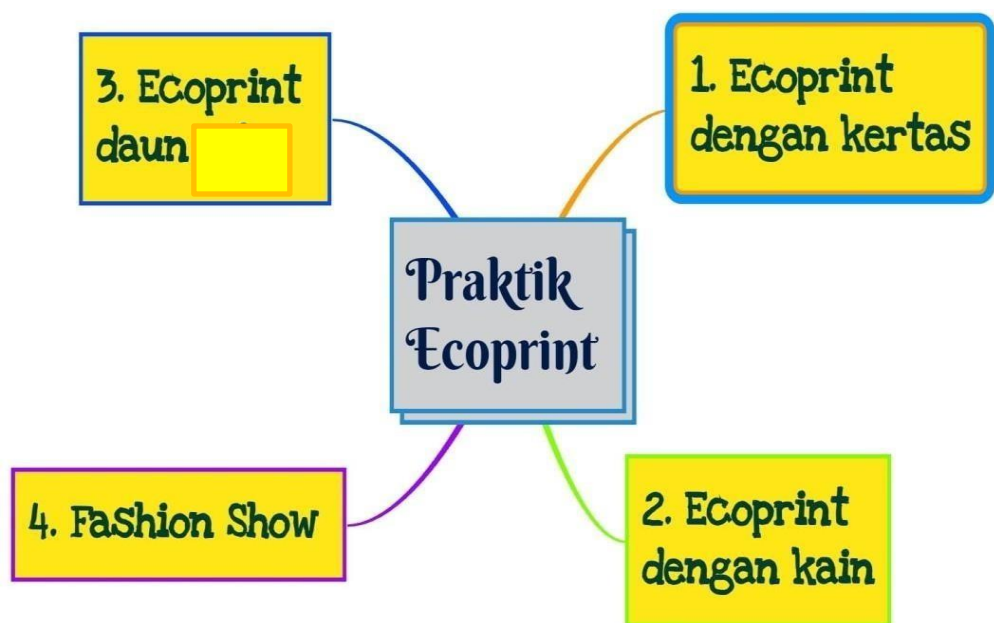 Praktik
Ecoprint
1. Ecoprint
dengan kertas
2. Ecoprint
dengan kain
3. Ecoprint
daun
4. Fashion Show